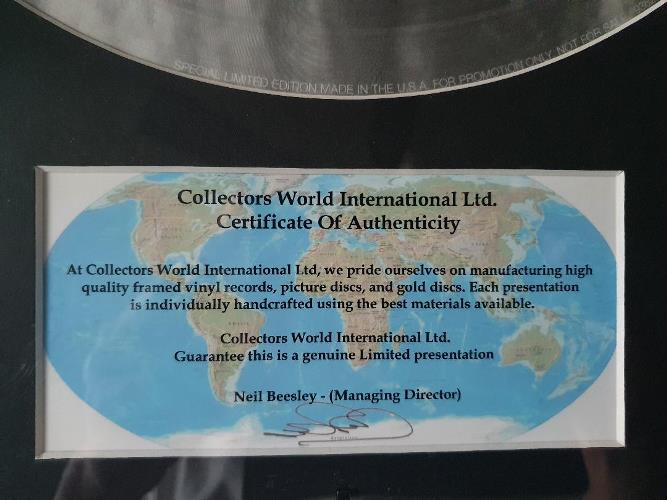 SPECIAL LIMITED EDITION MADE IN THE U.S.A. FOR PROMOTION ONLY. NOT FOR SALE
Collectors World International Ltd.
Certificate Of Authenticity
At Collectors World International Ltd, we pride ourselves on manufacturing high
quality framed vinyl records, picture discs, and gold discs. Each presentation
is individually handcrafted using the best materials available.
Collectors World International Ltd.
Guarantee this is a genuine Limited presentation
Neil Beesley - (Managing Director)